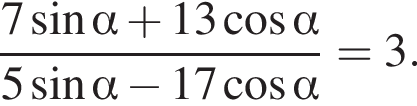 (7 sin α + 13 cos α) / (5 sin α − 17 cos α) = 3.